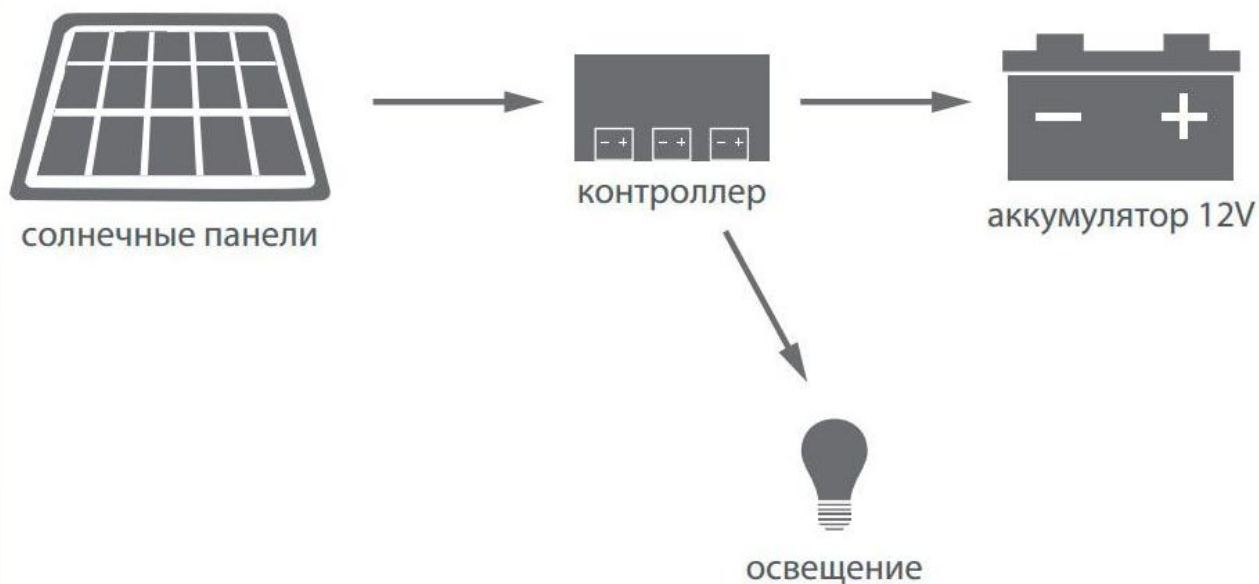 - + - + - +
- +
контроллер
солнечные панели
аккумулятор 12V
освещение